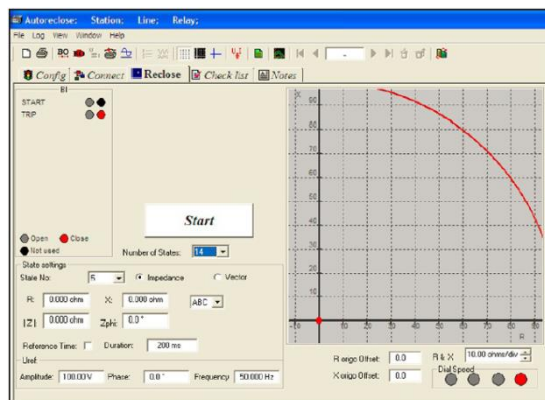 Autoreclose; Station: Line; Relay;
File Log View Window Help
Config Connect Reclose Check list Notes
BI
START
TRIP
Open Close
Not used
Start
Number of States: 14
State settings
State No: 5 Impedance Vector
R: 0.000 ohm X: 0.000 ohm ABC
|Z| 0.000 ohm Zphi: 0.0 °
Reference Time: Duration: 200 ms
Uref
Amplitude: 100.00 V Phase: 0.0 ° Frequency 50.000 Hz
X
90
80
70
60
50
40
30
20
10
-10 0 10 20 30 40 50 60 70 80 90
R
R origo Offset: 0.0 R & X 10.00 ohms/div
X origo Offset: 0.0 Dial Speed